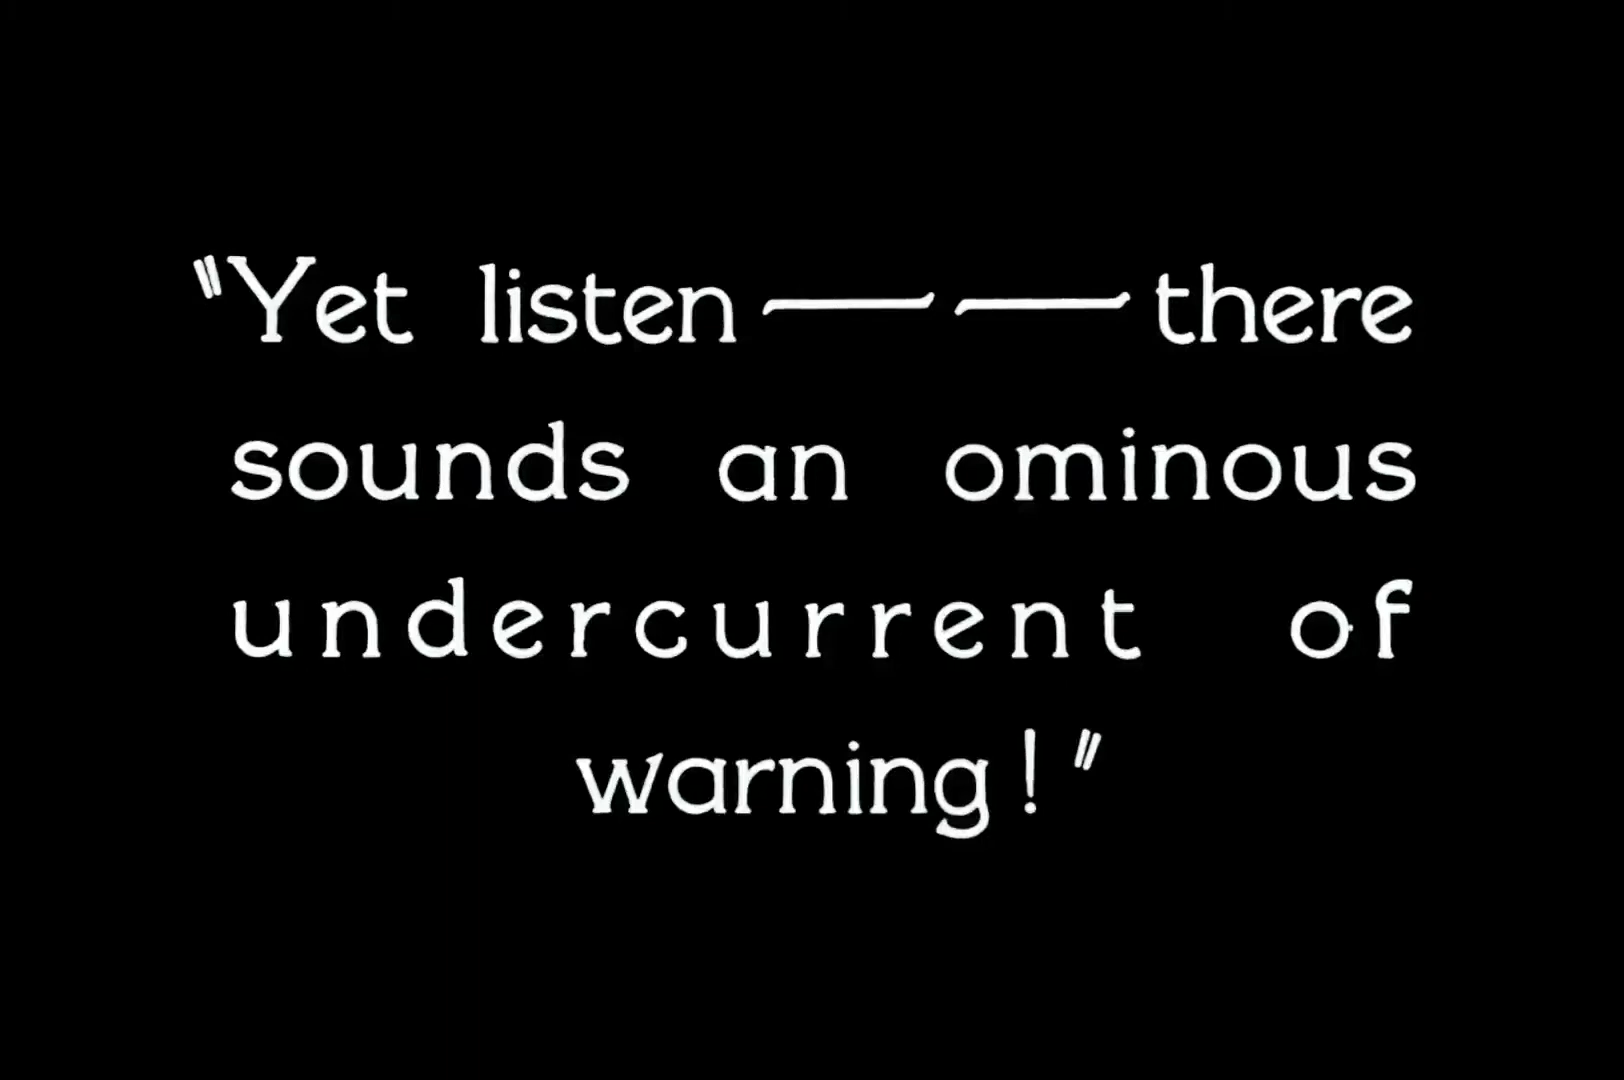 "Yet listen——there
sounds an ominous
undercurrent of
warning!"